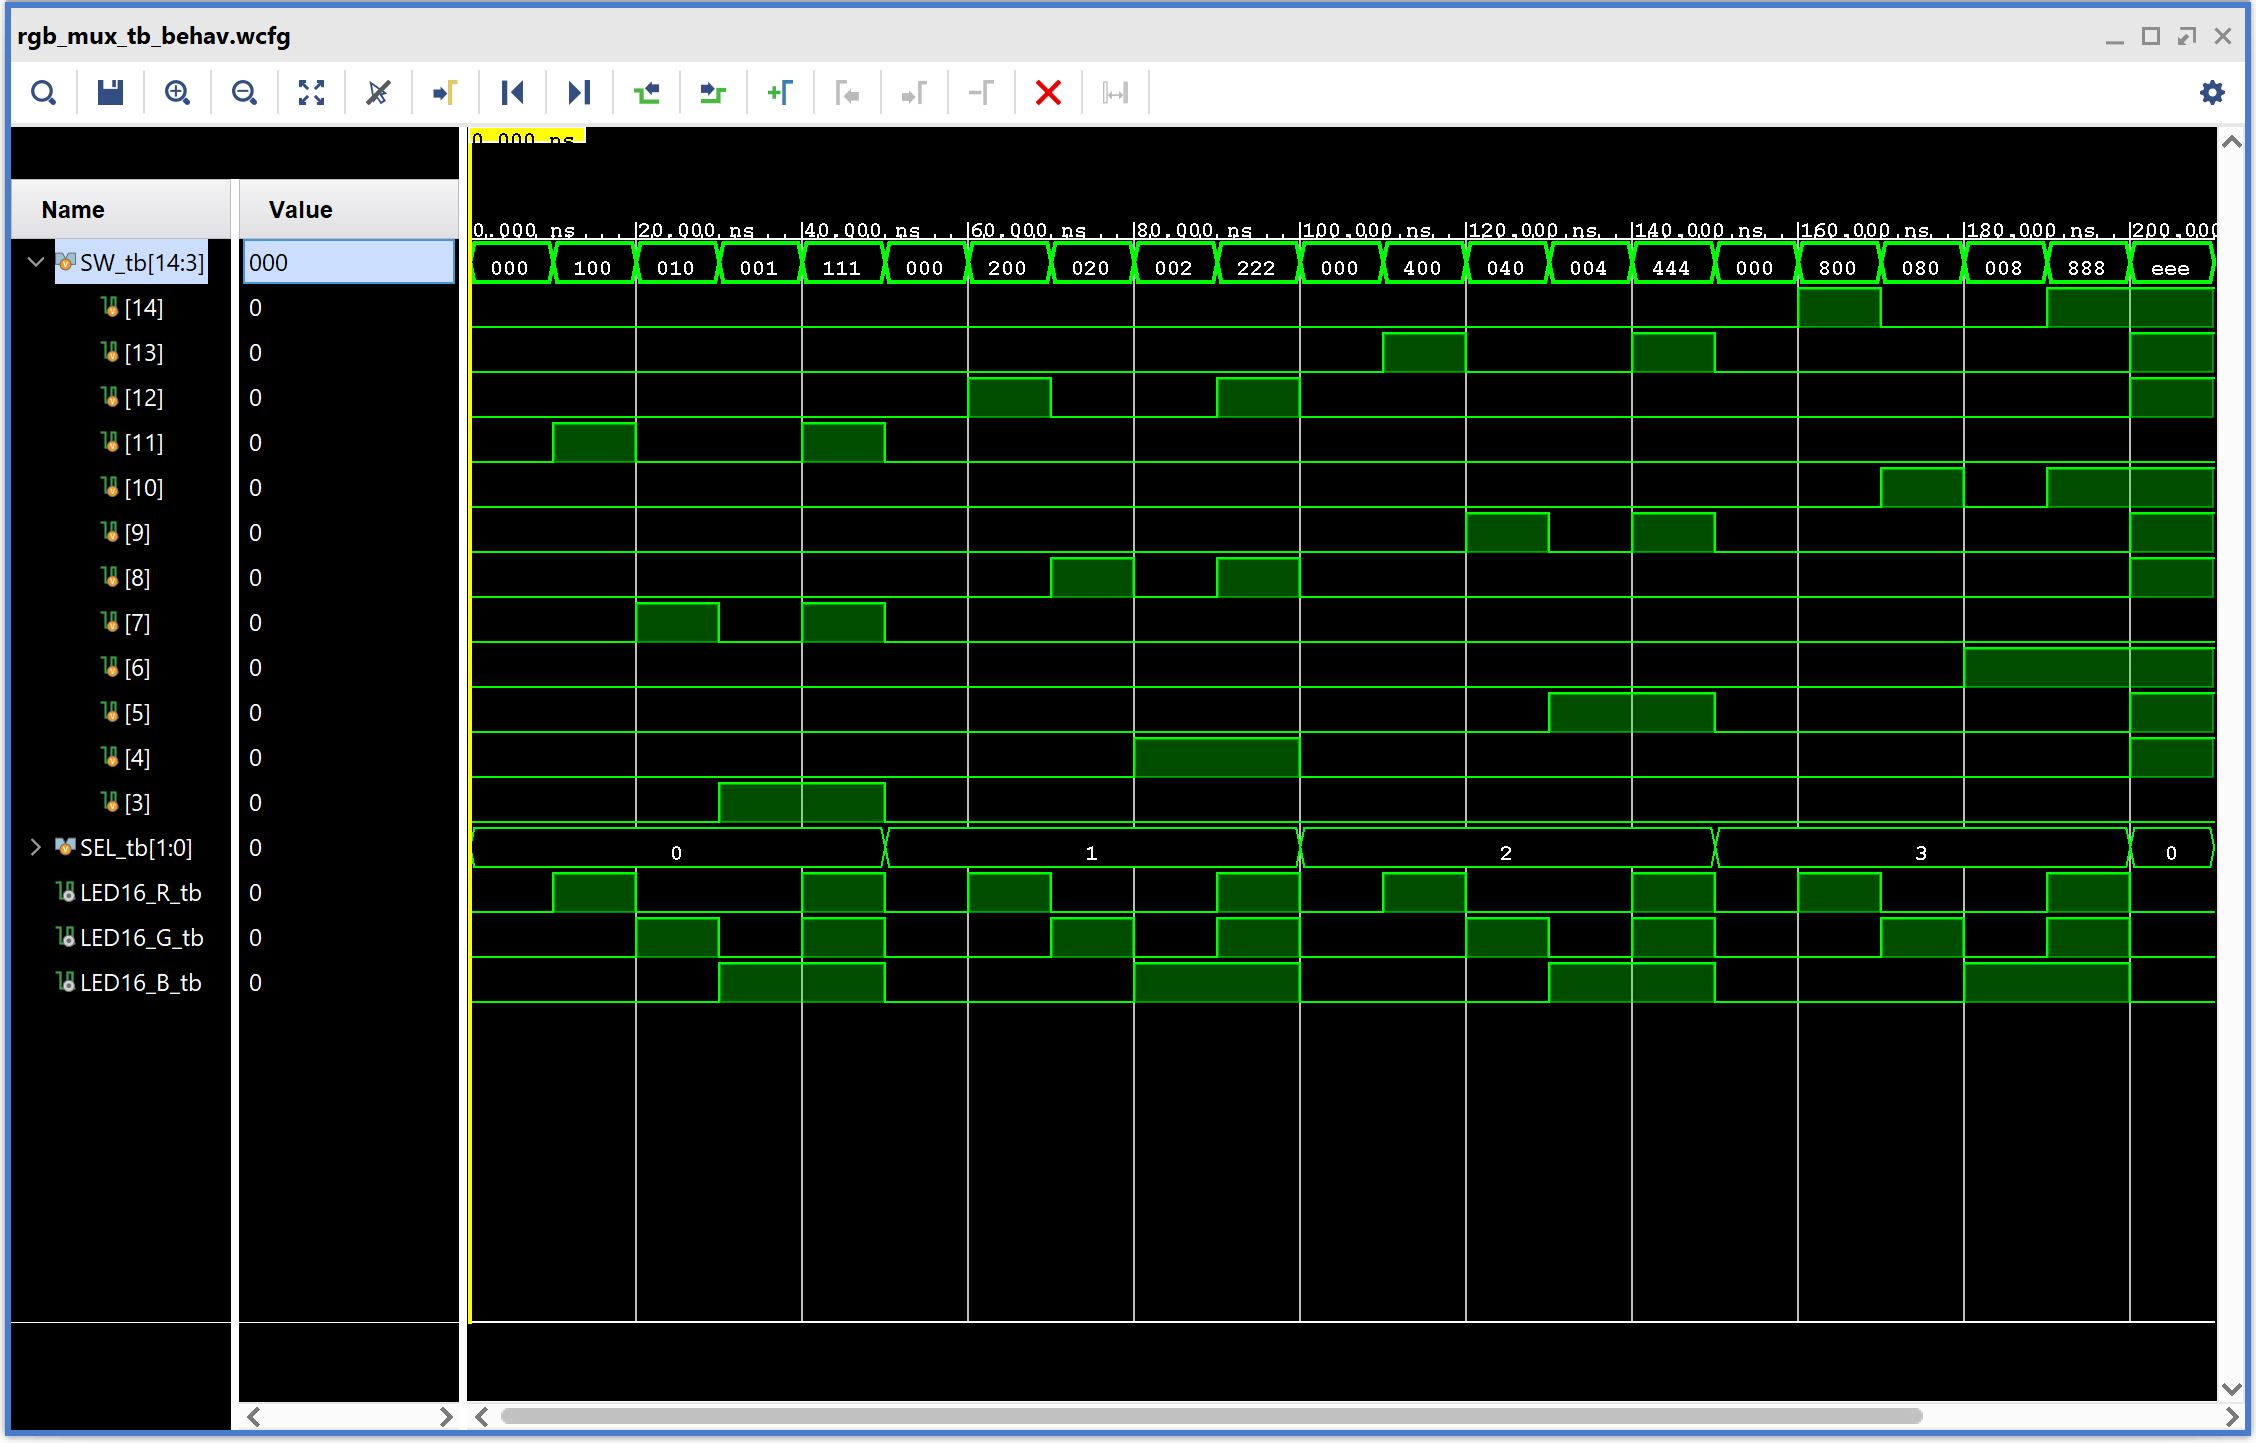 rgb_mux_tb_behav.wcfg
0.000 ns
Name Value
0.000 ns 20.000 ns 40.000 ns 60.000 ns 80.000 ns 100.000 ns 120.000 ns 140.000 ns 160.000 ns 180.000 ns 200.000
SW_tb[14:3] 000 000 100 010 001 111 000 200 020 002 222 000 400 040 004 444 000 800 080 008 888 eee
[14] 0
[13] 0
[12] 0
[11] 0
[10] 0
[9] 0
[8] 0
[7] 0
[6] 0
[5] 0
[4] 0
[3] 0
SEL_tb[1:0] 0 0 1 2 3 0
LED16_R_tb 0
LED16_G_tb 0
LED16_B_tb 0